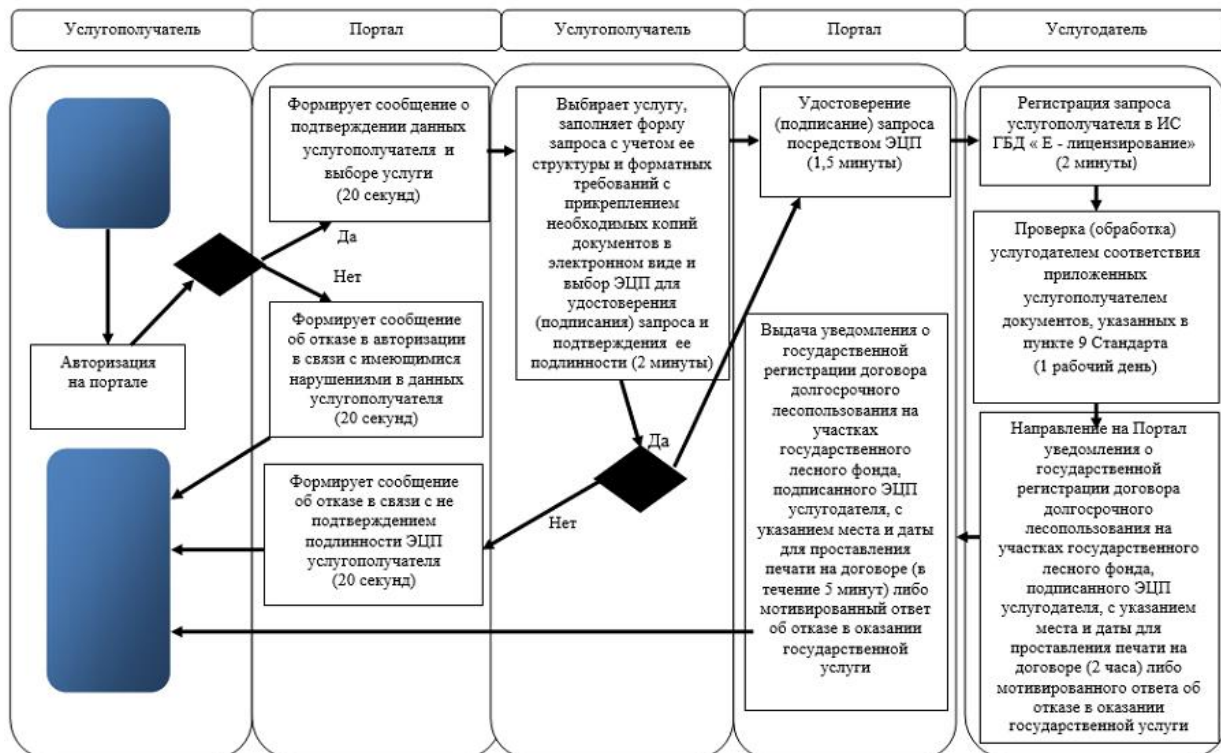 Услугополучатель
Портал
Услугополучатель
Портал
Услугодатель
Авторизация
на портале
Формирует сообщение о
подтверждении данных
услугополучателя и
выборе услуги
(20 секунд)
Да
Нет
Формирует сообщение
об отказе в авторизации
в связи с имеющимися
нарушениями в данных
услугополучателя
(20 секунд)
Формирует сообщение
об отказе в связи с не
подтверждением
подлинности ЭЦП
услугополучателя
(20 секунд)
Выбирает услугу,
заполняет форму
запроса с учетом ее
структуры и форматных
требований с
прикреплением
необходимых копий
документов в
электронном виде и
выбор ЭЦП для
удостоверения
(подписания) запроса и
подтверждения ее
подлинности (2 минуты)
Да
Нет
Удостоверение
(подписание) запроса
посредством ЭЦП
(1,5 минуты)
Выдача уведомления о
государственной
регистрации договора
долгосрочного
лесопользования на
участках
государственного
лесного фонда,
подписанного ЭЦП
услугодателя, с
указанием места и даты
для проставления
печати на договоре (в
течение 5 минут) либо
мотивированный ответ
об отказе в оказании
государственной
услуги
Регистрация запроса
услугополучателя в ИС
ГБД « Е - лицензирование»
(2 минуты)
Проверка (обработка)
услугодателем соответствия
приложенных
услугополучателем
документов, указанных в
пункте 9 Стандарта
(1 рабочий день)
Направление на Портал
уведомления о
государственной
регистрации договора
долгосрочного
лесопользования на
участках государственного
лесного фонда,
подписанного ЭЦП
услугодателя, с указанием
места и даты для
проставления печати на
договоре (2 часа) либо
мотивированного ответа об
отказе в оказании
государственной услуги